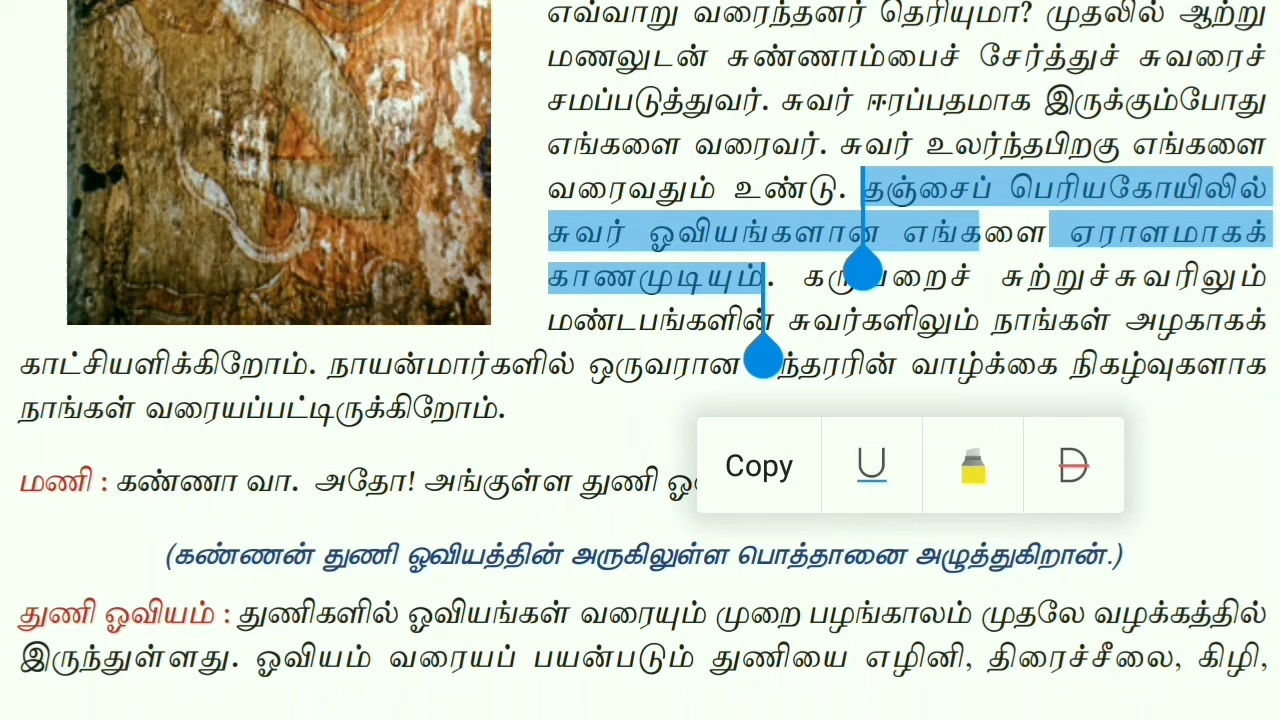 எவ்வாறு வரைந்தனர் தெரியுமா? முதலில் ஆற்று
மணலுடன் சுண்ணாம்பைச் சேர்த்துச் சுவரைச்
சமப்படுத்துவர். சுவர் ஈரப்பதமாக இருக்கும்போது
எங்களை வரைவர். சுவர் உலர்ந்தபிறகு எங்களை
வரைவதும் உண்டு. தஞ்சைப் பெரியகோயிலில்
சுவர் ஓவியங்களான எங்களை ஏராளமாகக்
காணமுடியும். சுற்றுச்சுவரிலும்
மண்டபங்களின் சுவர்களிலும் நாங்கள் அழகாகக்
காட்சியளிக்கிறோம். நாயன்மார்களில் ஒருவரான வாழ்க்கை நிகழ்வுகளாக
நாங்கள் வரையப்பட்டிருக்கிறோம்.
மணி : கண்ணா வா. அதோ! அங்குள்ள துணி
Copy
(கண்ணன் துணி ஓவியத்தின் அருகிலுள்ள பொத்தானை அழுத்துகிறான்.)
துணி ஓவியம் : துணிகளில் ஓவியங்கள் வரையும் முறை பழங்காலம் முதலே வழக்கத்தில்
இருந்துள்ளது. ஓவியம் வரையப் பயன்படும் துணியை எழினி, திரைச்சீலை, கிழி,